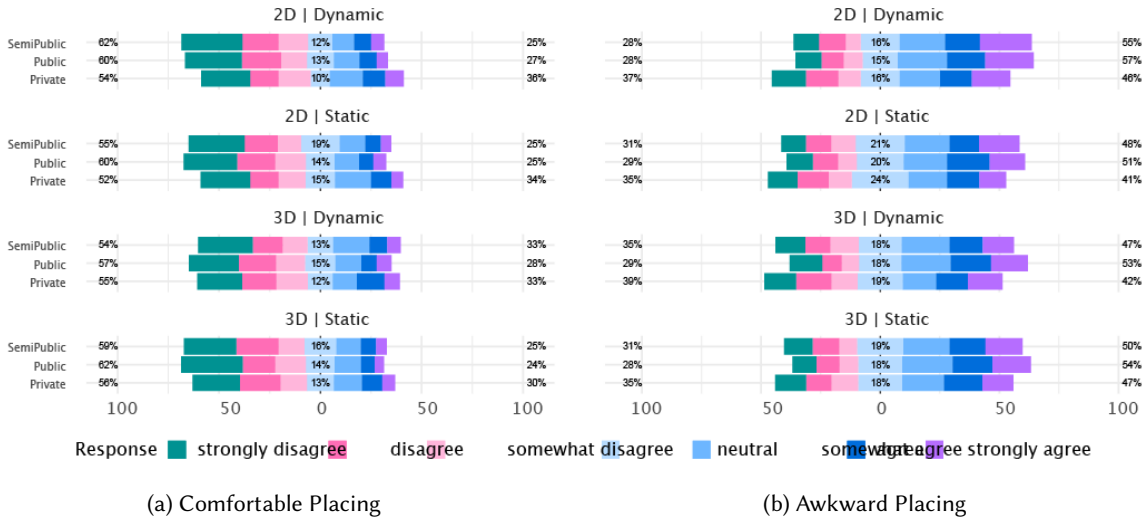 2D | Dynamic 2D | Dynamic
SemiPublic 62% 12% 25% 28% 16% 55%
Public 60% 13% 27% 28% 15% 57%
Private 54% 10% 36% 37% 16% 46%
2D | Static 2D | Static
SemiPublic 55% 19% 25% 31% 21% 48%
Public 60% 14% 25% 29% 20% 51%
Private 52% 15% 34% 35% 24% 41%
3D | Dynamic 3D | Dynamic
SemiPublic 54% 13% 33% 35% 18% 47%
Public 57% 15% 28% 29% 18% 53%
Private 55% 12% 33% 39% 19% 42%
3D | Static 3D | Static
SemiPublic 59% 16% 25% 31% 19% 50%
Public 62% 14% 24% 28% 18% 54%
Private 56% 13% 30% 35% 18% 47%
100 50 0 50 100 100 50 0 50 100
Response strongly disagree disagree somewhat disagree neutral somewhat agree agree strongly agree
(a) Comfortable Placing (b) Awkward Placing